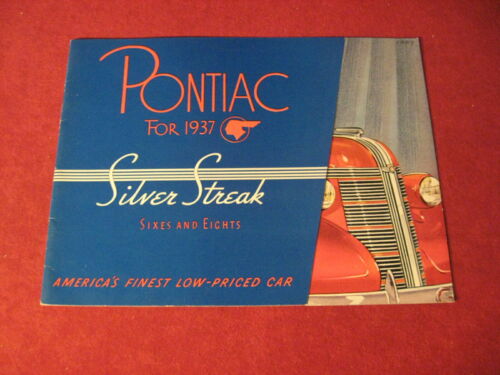 PONTIAC
FOR 1937
Silver Streak
SIXES AND EIGHTS
AMERICA'S FINEST LOW-PRICED CAR